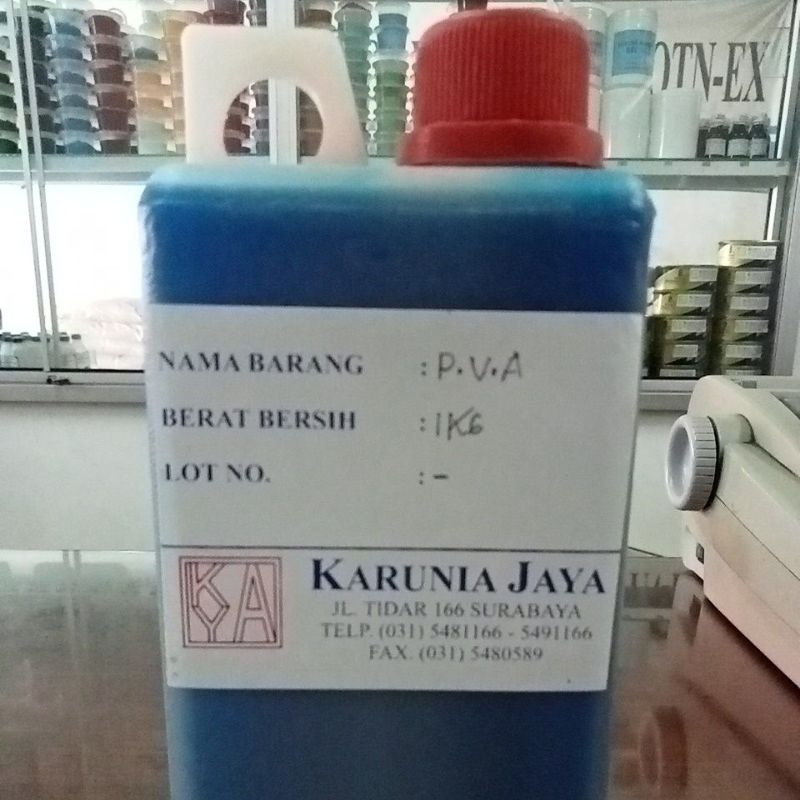 OTN-EX
NAMA BARANG : P.V.A
BERAT BERSIH : 1KG
LOT NO. : -
KYA
KARUNIA JAYA
JL. TIDAR 166 SURABAYA
TELP. (031) 5481166 - 5491166
FAX. (031) 5480589